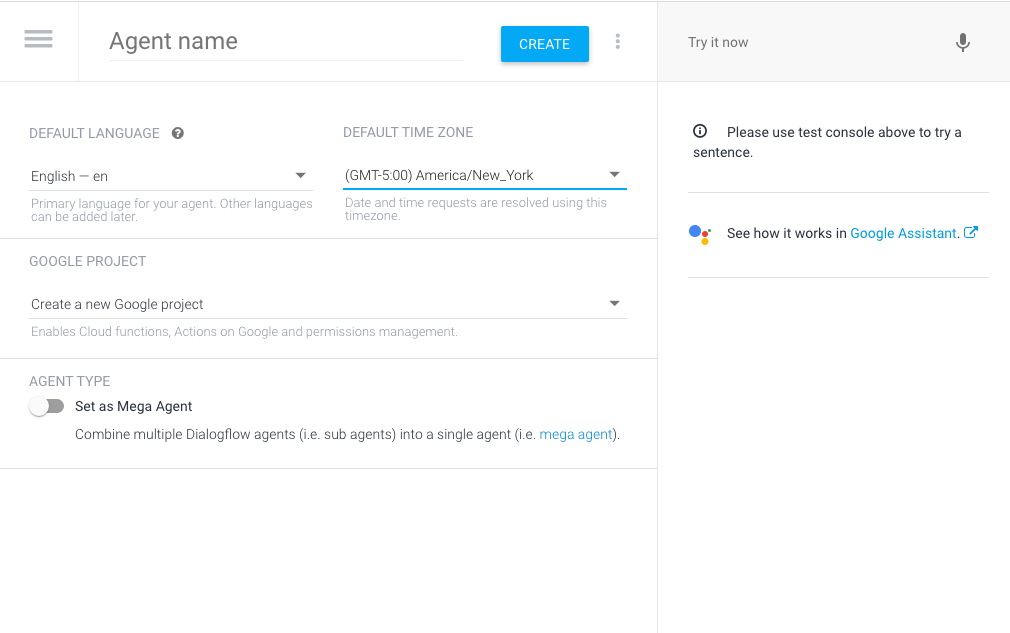 Agent name
CREATE
Try it now
DEFAULT LANGUAGE
DEFAULT TIME ZONE
English — en
(GMT-5:00) America/New_York
Primary language for your agent. Other languages
can be added later.
Date and time requests are resolved using this
timezone.
GOOGLE PROJECT
Create a new Google project
Enables Cloud functions, Actions on Google and permissions management.
AGENT TYPE
Set as Mega Agent
Combine multiple Dialogflow agents (i.e. sub agents) into a single agent (i.e. mega agent).
Please use test console above to try a
sentence.
See how it works in Google Assistant.